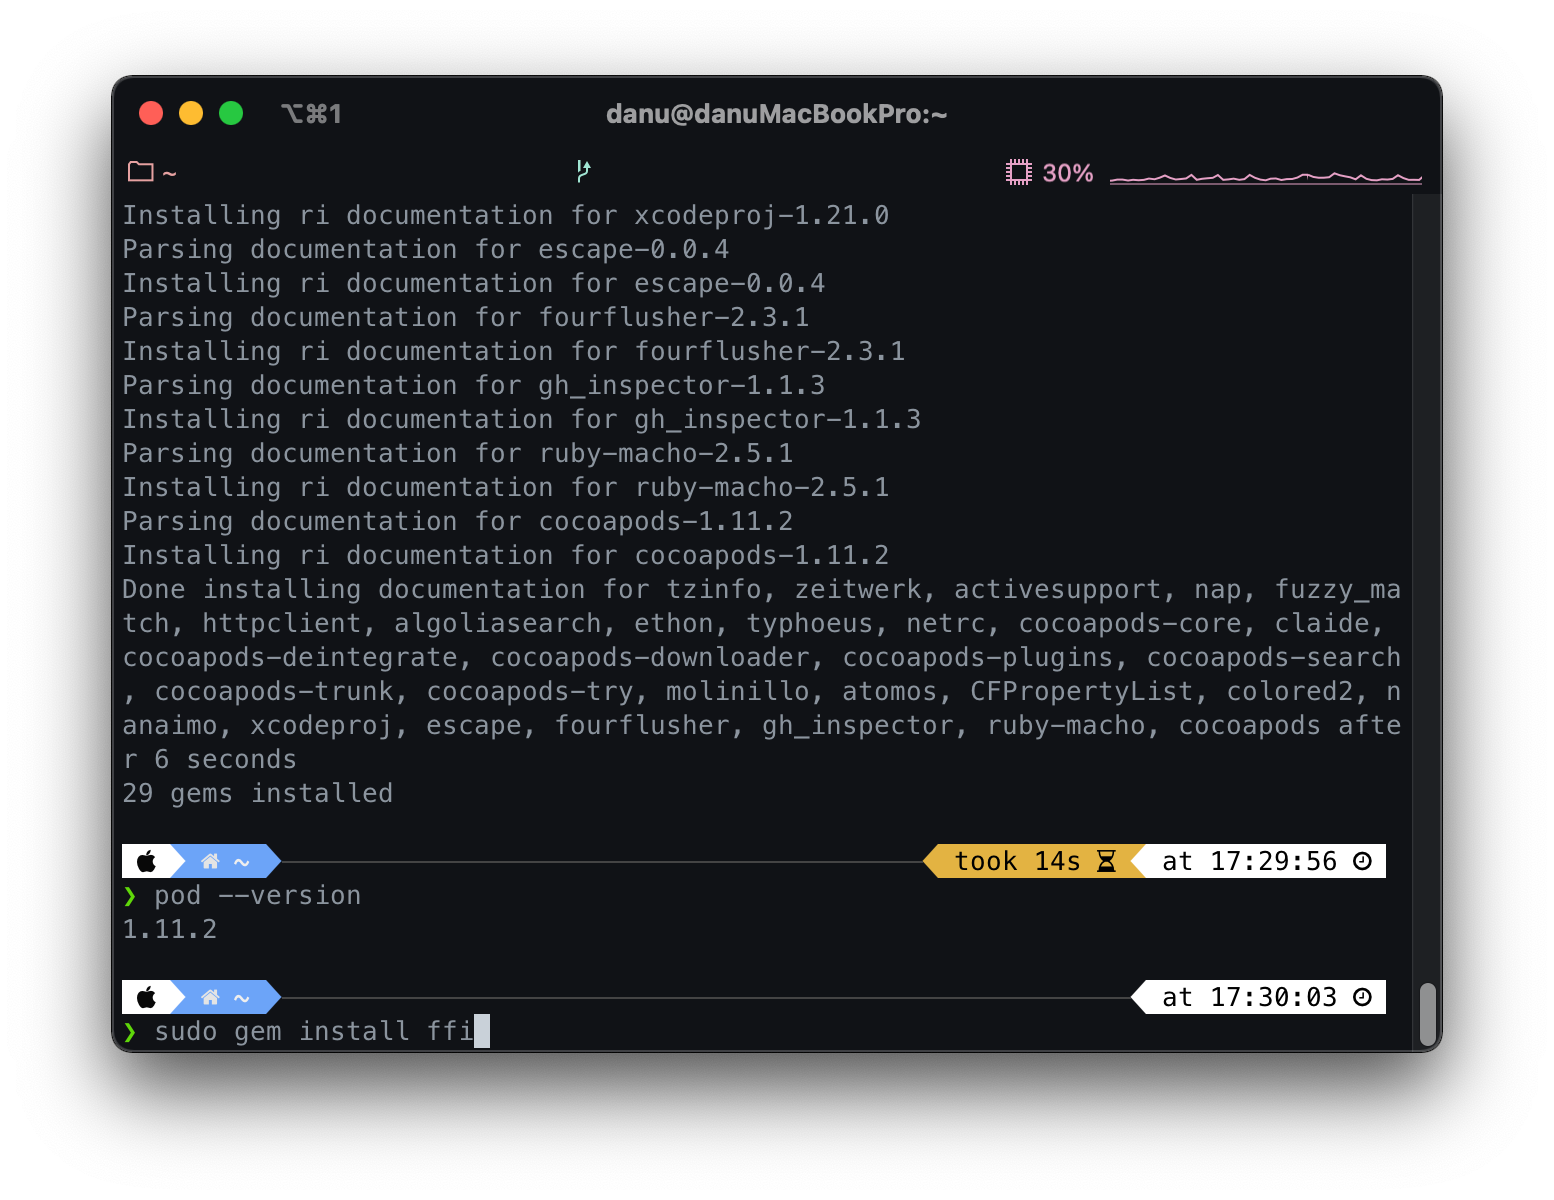 ⌥⌘1
danu@danuMacBookPro:~
~
30%
Installing ri documentation for xcodeproj-1.21.0
Parsing documentation for escape-0.0.4
Installing ri documentation for escape-0.0.4
Parsing documentation for fourflusher-2.3.1
Installing ri documentation for fourflusher-2.3.1
Parsing documentation for gh_inspector-1.1.3
Installing ri documentation for gh_inspector-1.1.3
Parsing documentation for ruby-macho-2.5.1
Installing ri documentation for ruby-macho-2.5.1
Parsing documentation for cocoapods-1.11.2
Installing ri documentation for cocoapods-1.11.2
Done installing documentation for tzinfo, zeitwerk, activesupport, nap, fuzzy_ma
tch, httpclient, algoliasearch, ethon, typhoeus, netrc, cocoapods-core, claide,
cocoapods-deintegrate, cocoapods-downloader, cocoapods-plugins, cocoapods-search
, cocoapods-trunk, cocoapods-try, molinillo, atomos, CFPropertyList, colored2, n
anaimo, xcodeproj, escape, fourflusher, gh_inspector, ruby-macho, cocoapods afte
r 6 seconds
29 gems installed
~ took 14s at 17:29:56
❯ pod --version
1.11.2
~ at 17:30:03
❯ sudo gem install ffi